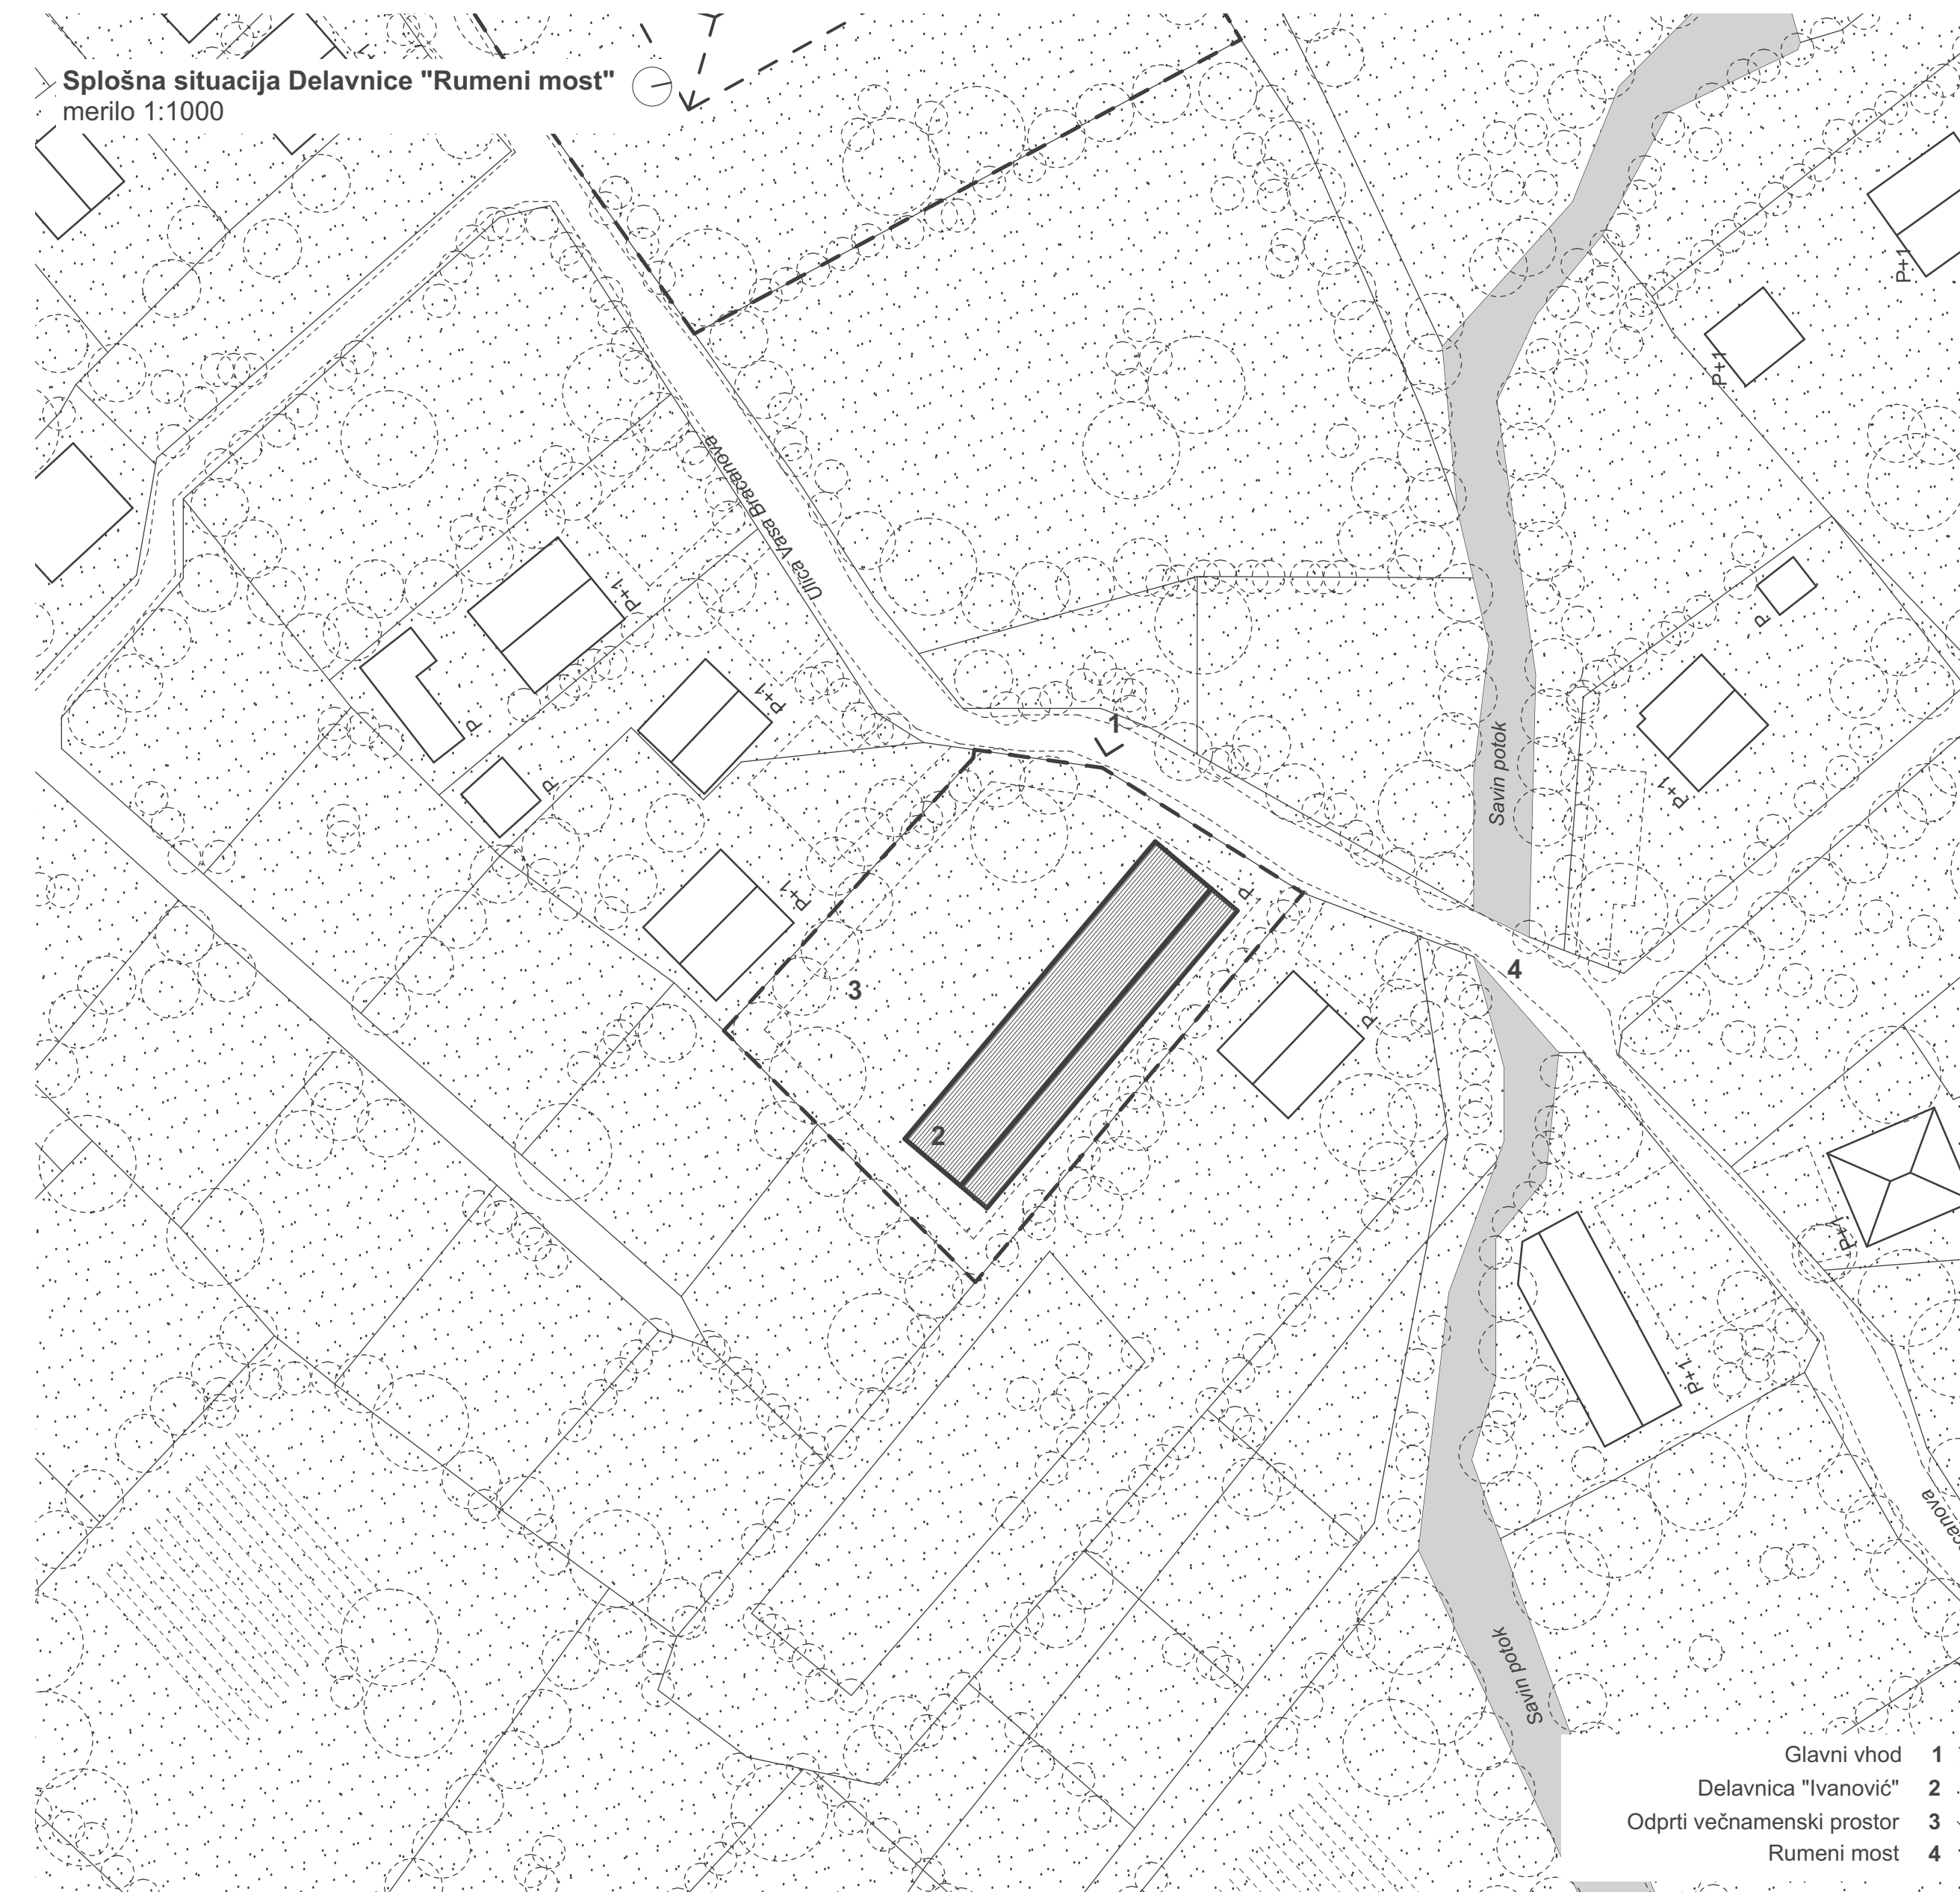 Splošna situacija Delavnice "Rumeni most"
merilo 1:1000
P+1
P+1
Ulica Vasa Bracanova
P+1
P
P
P+1
P
P+1
1
Savin potok
P
P+1
P+1
P
3
4
P
2
P+1
P+1
Savin potok
Glavni vhod 1
Delavnica "Ivanović" 2
Odprti večnamenski prostor 3
Rumeni most 4